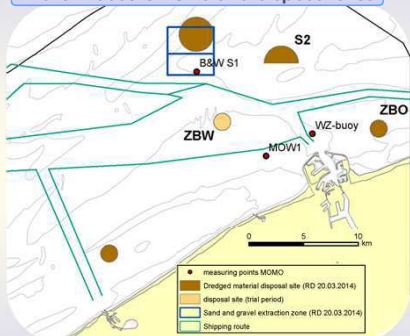 S2
B&W S1
ZBO
WZ-buoy
ZBW
MOW1
0 5 10
km
measuring points MOMO
Dredged material disposal site (RD 20.03.2014)
disposal site (trial period)
Sand and gravel extraction zone (RD 20.03.2014)
Shipping route